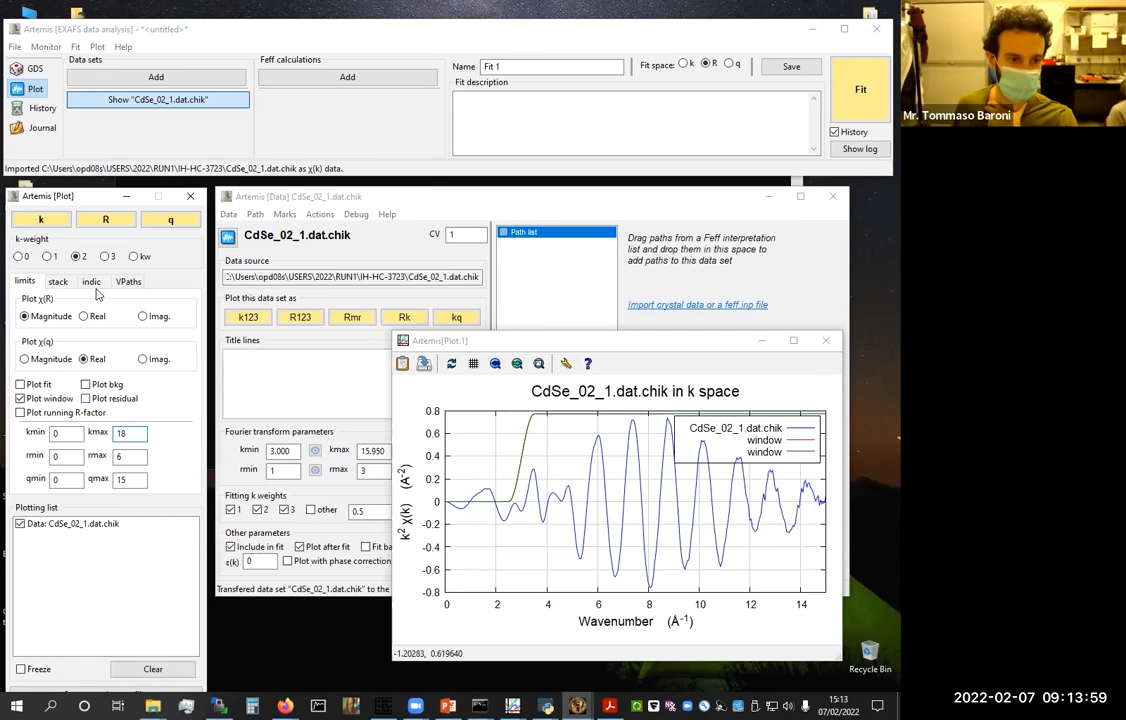 Artemis [EXAFS data analysis] - *<untitled>*
File Monitor Fit Plot Help
GDS
Plot
History
Journal
Data sets
Add
Show "CdSe_02_1.dat.chik"
Feff calculations
Add
Name Fit 1
Fit space: k R q
Save
Fit description
Fit
History
Show log
Imported C:\Users\opd08s\USERS\2022\RUN1\IH-HC-3723\CdSe_02_1.dat.chik as χ(k) data.
Mr. Tommaso Baroni
Artemis [Plot]
k R q
k-weight
0 1 2 3 kw
limits stack indic VPaths
Plot χ(R)
Magnitude Real Imag.
Plot χ(q)
Magnitude Real Imag.
Plot fit Plot bkg
Plot window Plot residual
Plot running R-factor
kmin 0 kmax 18
rmin 0 rmax 6
qmin 0 qmax 15
Plotting list
Data: CdSe_02_1.dat.chik
Freeze Clear
Artemis [Data] CdSe_02_1.dat.chik
Data Path Marks Actions Debug Help
CdSe_02_1.dat.chik CV 1
Data source
:\Users\opd08s\USERS\2022\RUN1\IH-HC-3723\CdSe_02_1.dat.chik
Plot this data set as
k123 R123 Rmr Rk kq
Title lines
Fourier transform parameters
kmin 3.000 kmax 15.950
rmin 1 rmax 3
Fitting k weights
1 2 3 other 0.5
Other parameters
Include in fit Plot after fit Fit ba
ε(k) 0 Plot with phase correction
Transfered data set "CdSe_02_1.dat.chik" to the
Path list
Drag paths from a Feff interpretation
list and drop them in this space to
add paths to this data set
Import crystal data or a feff.inp file
Artemis[Plot.1]
CdSe_02_1.dat.chik in k space
CdSe_02_1.dat.chik
window
window
k² χ(k) (Å⁻²)
0.8
0.6
0.4
0.2
0
-0.2
-0.4
-0.6
-0.8
0 2 4 6 8 10 12 14
Wavenumber (Å⁻¹)
-1.20283, 0.619640
Recycle Bin
15:13
07/02/2022
2022-02-07 09:13:59